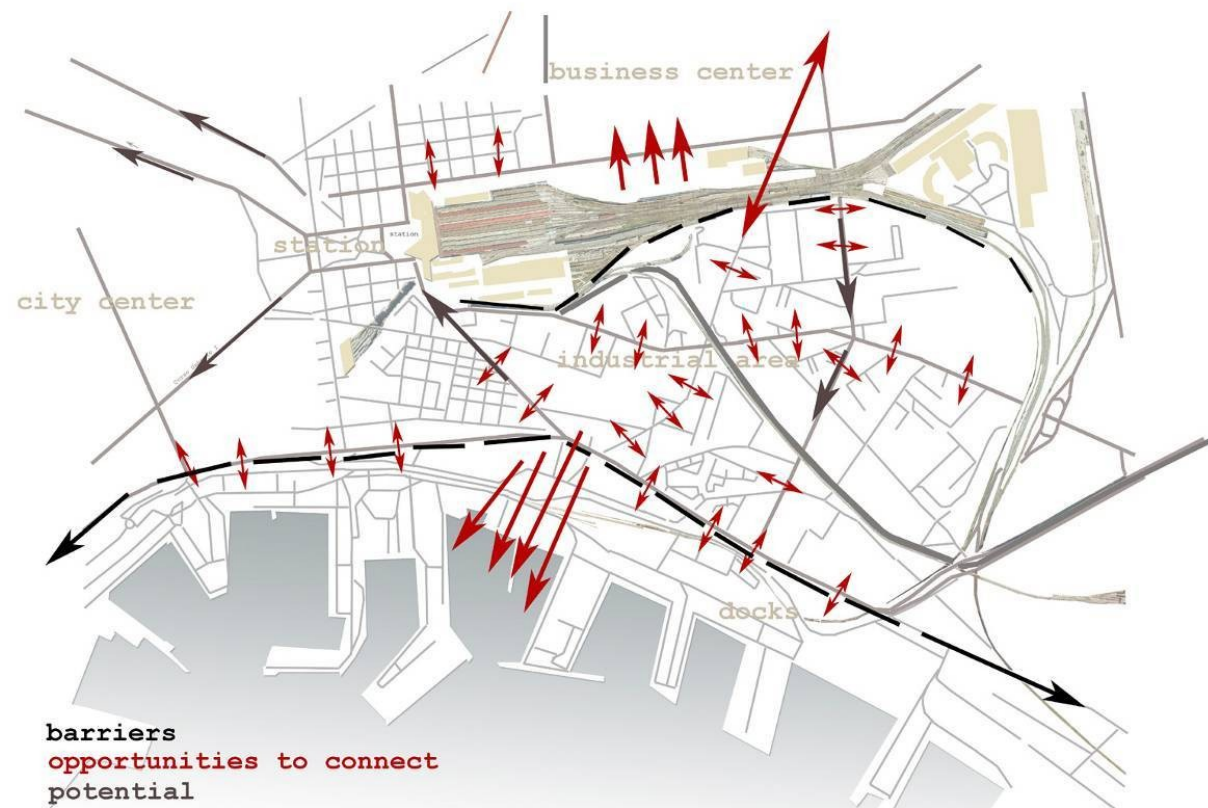 business center
station
station
city center
industrial area
docks
barriers
opportunities to connect
potential